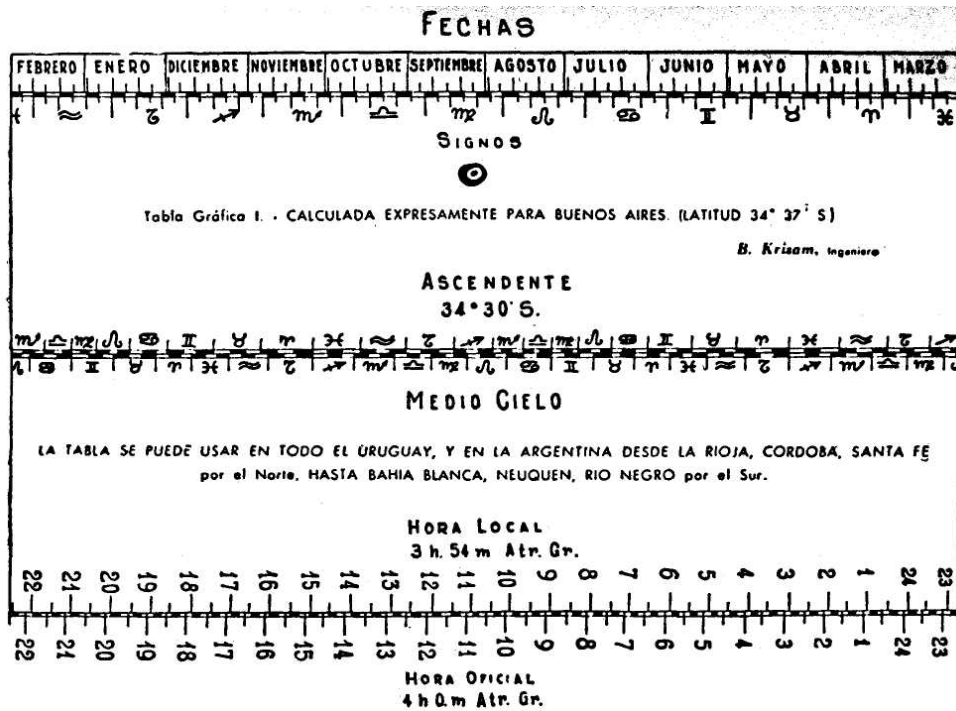 FECHAS
FEBRERO ENERO DICIEMBRE NOVIEMBRE OCTUBRE SEPTIEMBRE AGOSTO JULIO JUNIO MAYO ABRIL MARZO
SIGNOS
Tabla Gráfica I. - CALCULADA EXPRESAMENTE PARA BUENOS AIRES. (LATITUD 34° 37' S)
B. Krisam, Ingeniero
ASCENDENTE
34°30'S.
MEDIO CIELO
LA TABLA SE PUEDE USAR EN TODO EL URUGUAY, Y EN LA ARGENTINA DESDE LA RIOJA, CORDOBA, SANTA FE
por el Norte, HASTA BAHIA BLANCA, NEUQUEN, RIO NEGRO por el Sur.
HORA LOCAL
3 h. 54 m Atr. Gr.
22 21 20 19 18 17 16 15 14 13 12 11 10 9 8 7 6 5 4 3 2 1 24 23
22 21 20 19 18 17 16 15 14 13 12 11 10 9 8 7 6 5 4 3 2 1 24 23
HORA OFICIAL
4 h 0.m Atr. Gr.